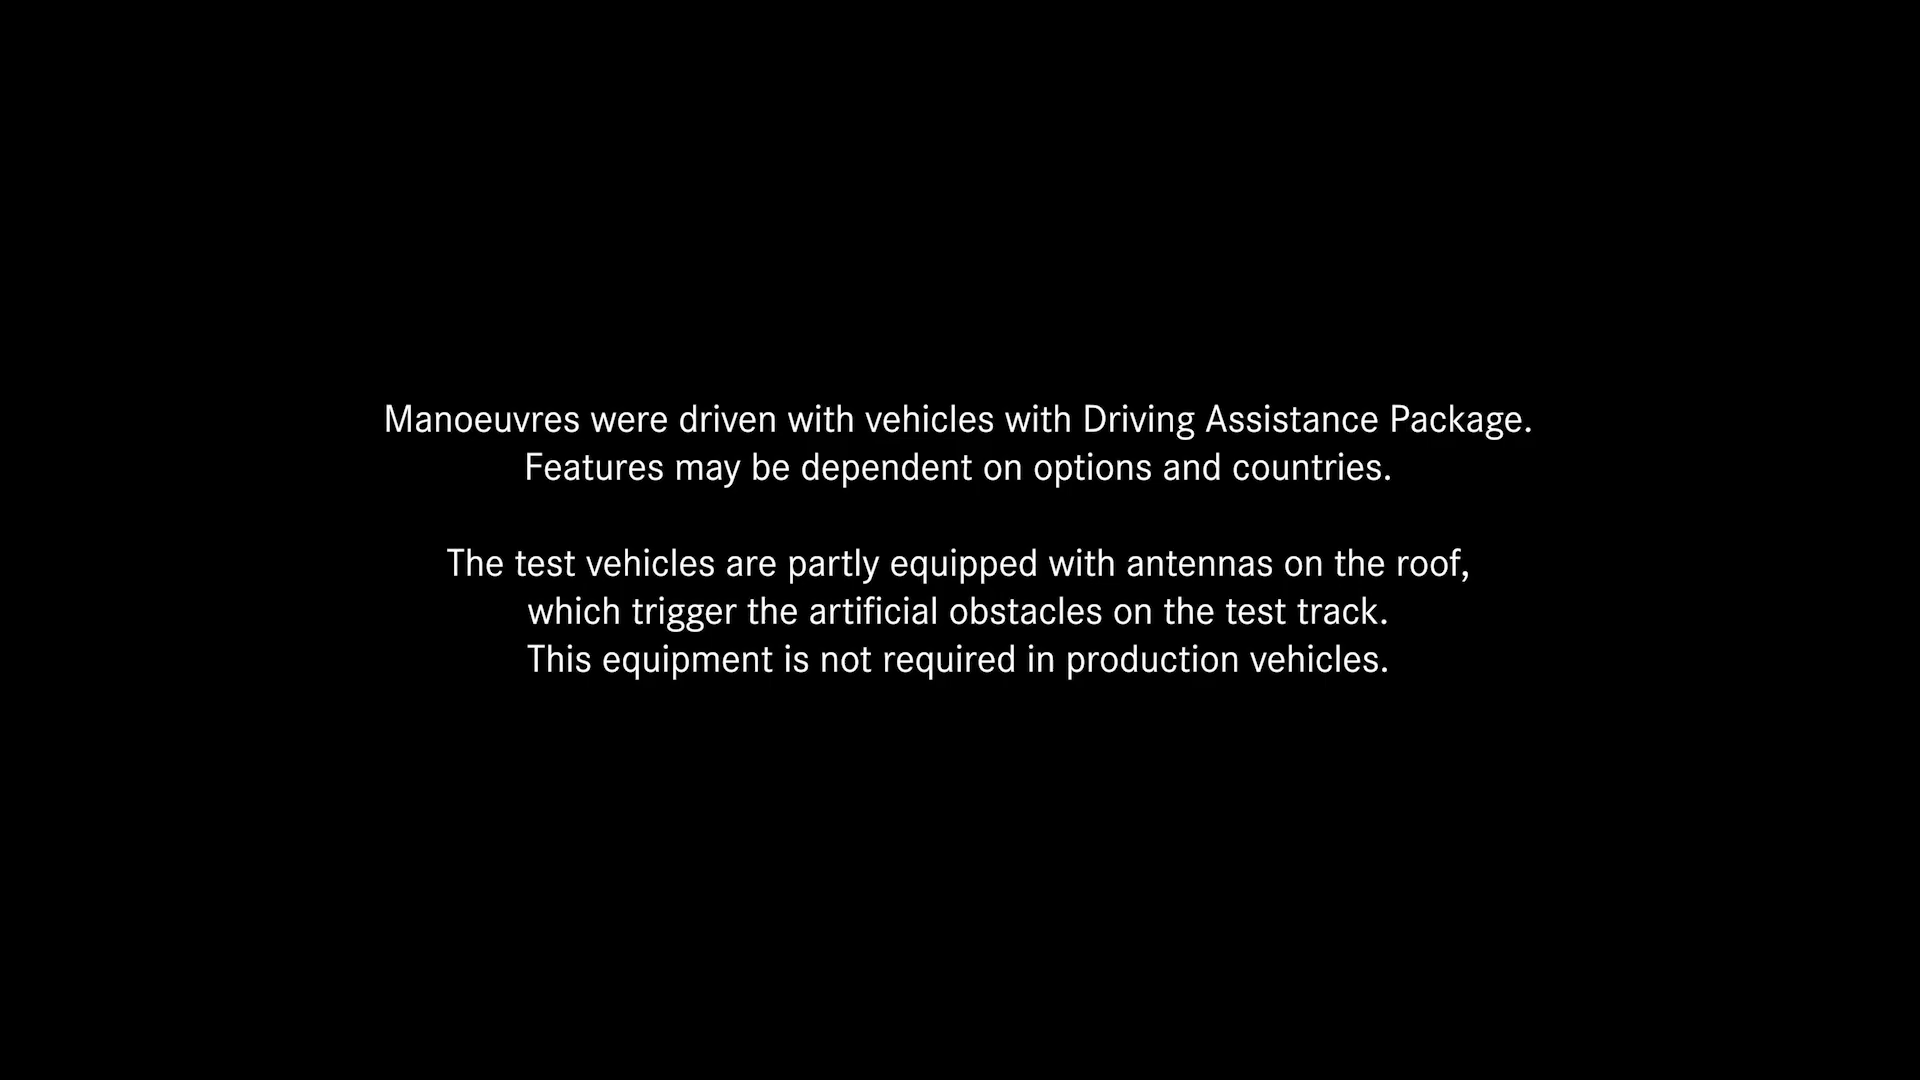 Manoeuvres were driven with vehicles with Driving Assistance Package.
Features may be dependent on options and countries.
The test vehicles are partly equipped with antennas on the roof,
which trigger the artificial obstacles on the test track.
This equipment is not required in production vehicles.